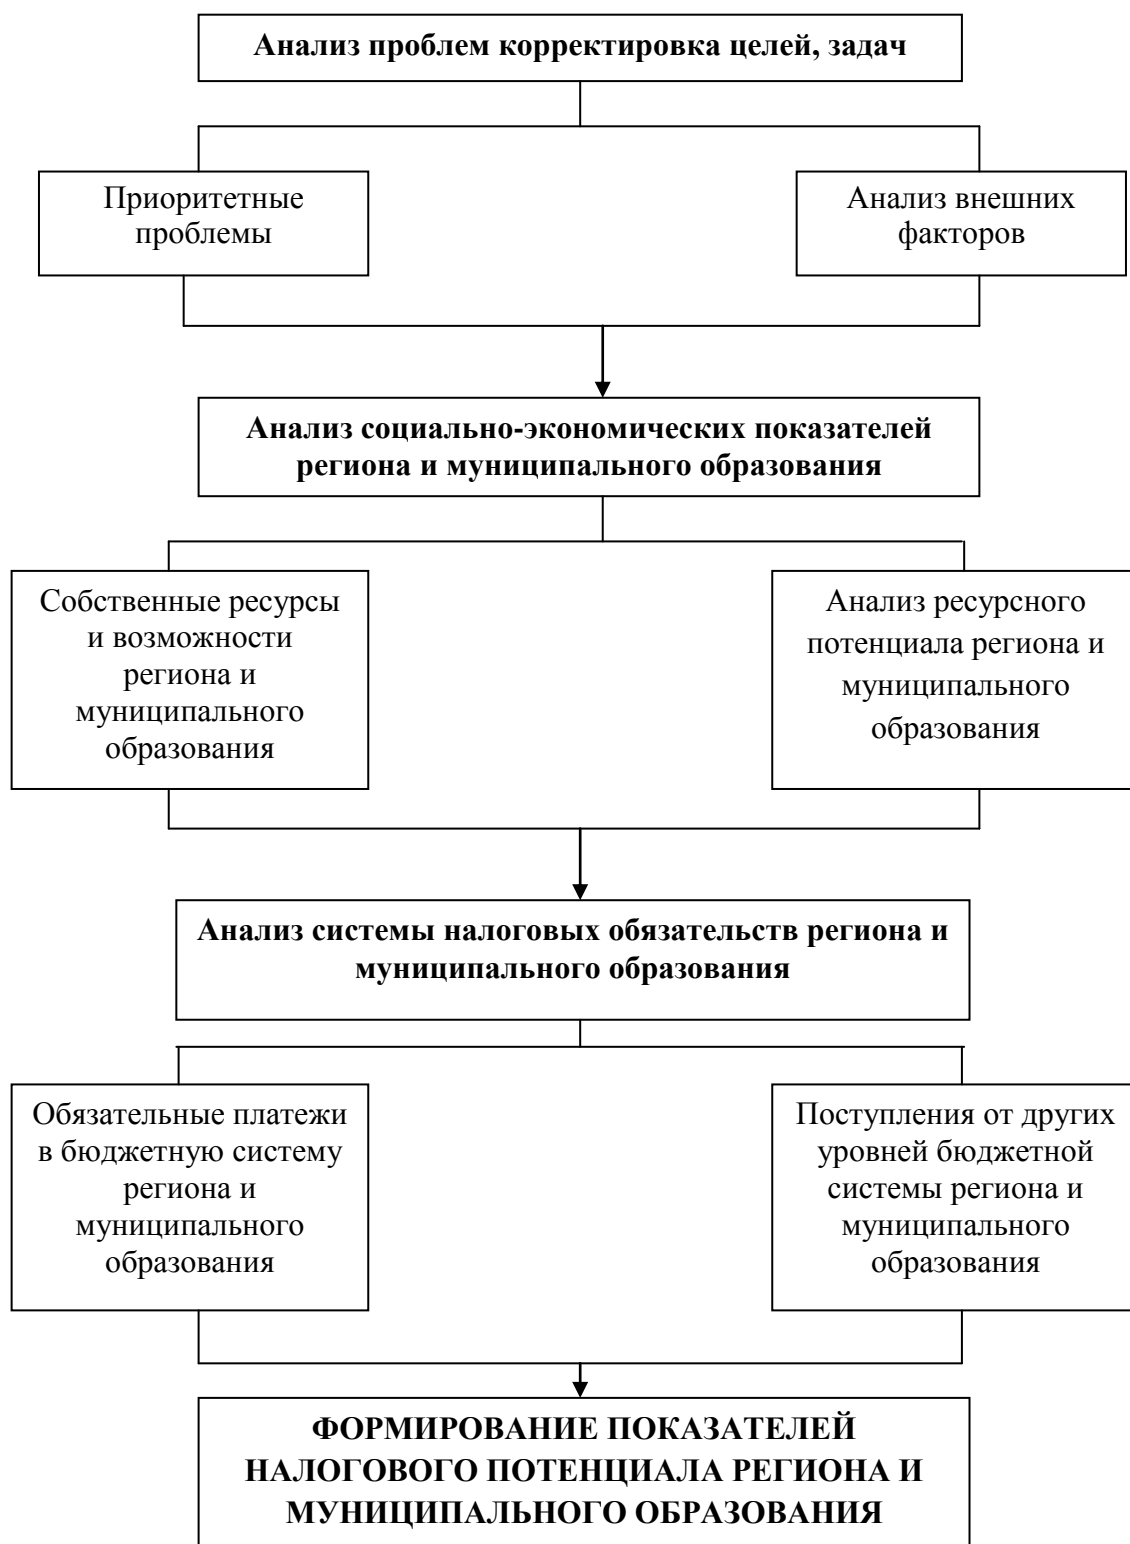 Анализ проблем корректировка целей, задач
Приоритетные
проблемы
Анализ внешних
факторов
Анализ социально-экономических показателей
региона и муниципального образования
Собственные ресурсы
и возможности
региона и
муниципального
образования
Анализ ресурсного
потенциала региона и
муниципального
образования
Анализ системы налоговых обязательств региона и
муниципального образования
Обязательные платежи
в бюджетную систему
региона и
муниципального
образования
Поступления от других
уровней бюджетной
системы региона и
муниципального
образования
ФОРМИРОВАНИЕ ПОКАЗАТЕЛЕЙ
НАЛОГОВОГО ПОТЕНЦИАЛА РЕГИОНА И
МУНИЦИПАЛЬНОГО ОБРАЗОВАНИЯ